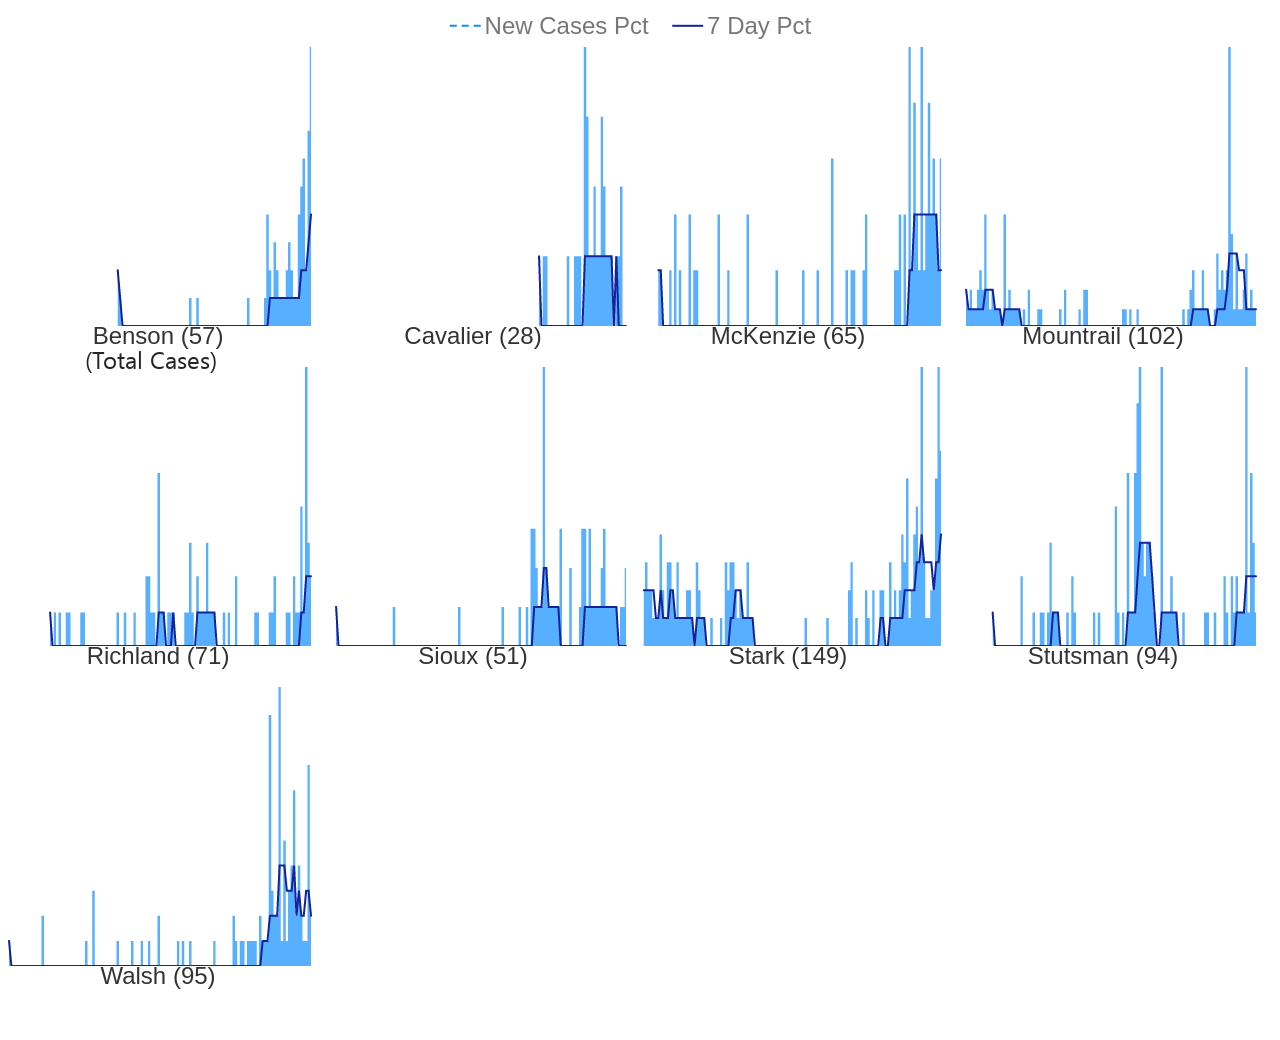 New Cases Pct 7 Day Pct
Benson (57) Cavalier (28) McKenzie (65) Mountrail (102)
(Total Cases)
Richland (71) Sioux (51) Stark (149) Stutsman (94)
Walsh (95)